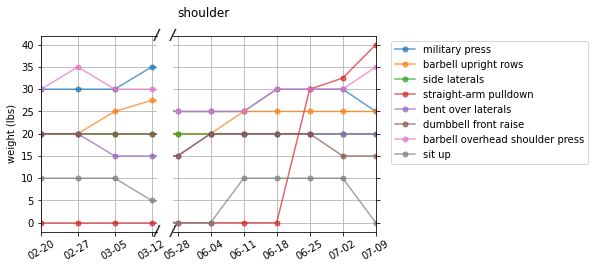 shoulder
weight (lbs)
40
35
30
25
20
15
10
5
0
02-20 02-27 03-05 03-12 05-28 06-04 06-11 06-18 06-25 07-02 07-09
military press
barbell upright rows
side laterals
straight-arm pulldown
bent over laterals
dumbbell front raise
barbell overhead shoulder press
sit up